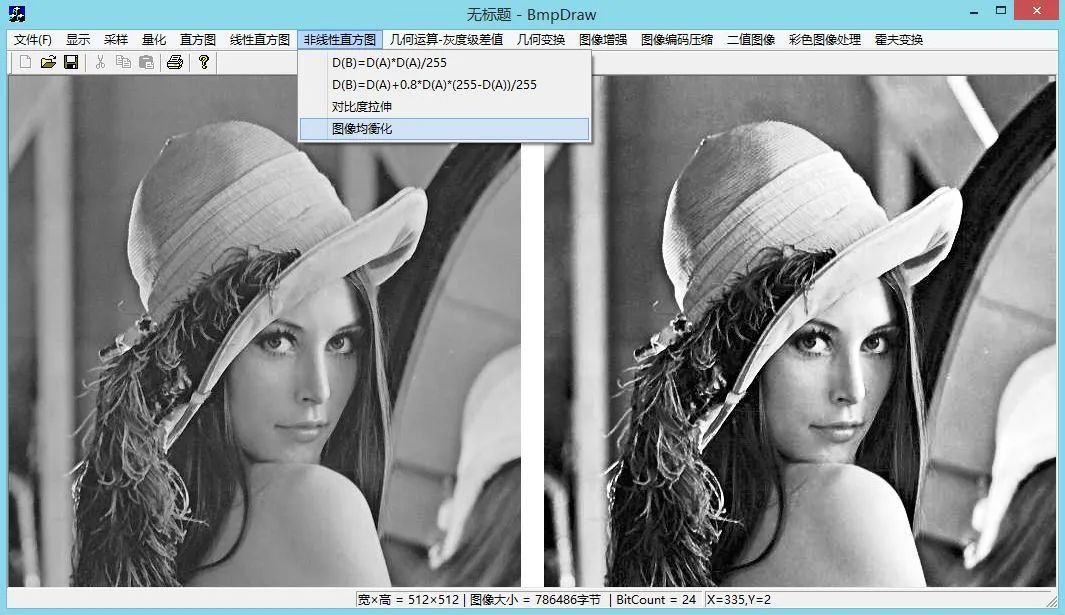 无标题 - BmpDraw
文件(F) 显示 采样 量化 直方图 线性直方图 非线性直方图 几何运算-灰度级差值 几何变换 图像增强 图像编码压缩 二值图像 彩色图像处理 霍夫变换
D(B)=D(A)*D(A)/255
D(B)=D(A)+0.8*D(A)*(255-D(A))/255
对比度拉伸
图像均衡化
宽×高 = 512×512 | 图像大小 = 786486字节 | BitCount = 24 X=335,Y=2